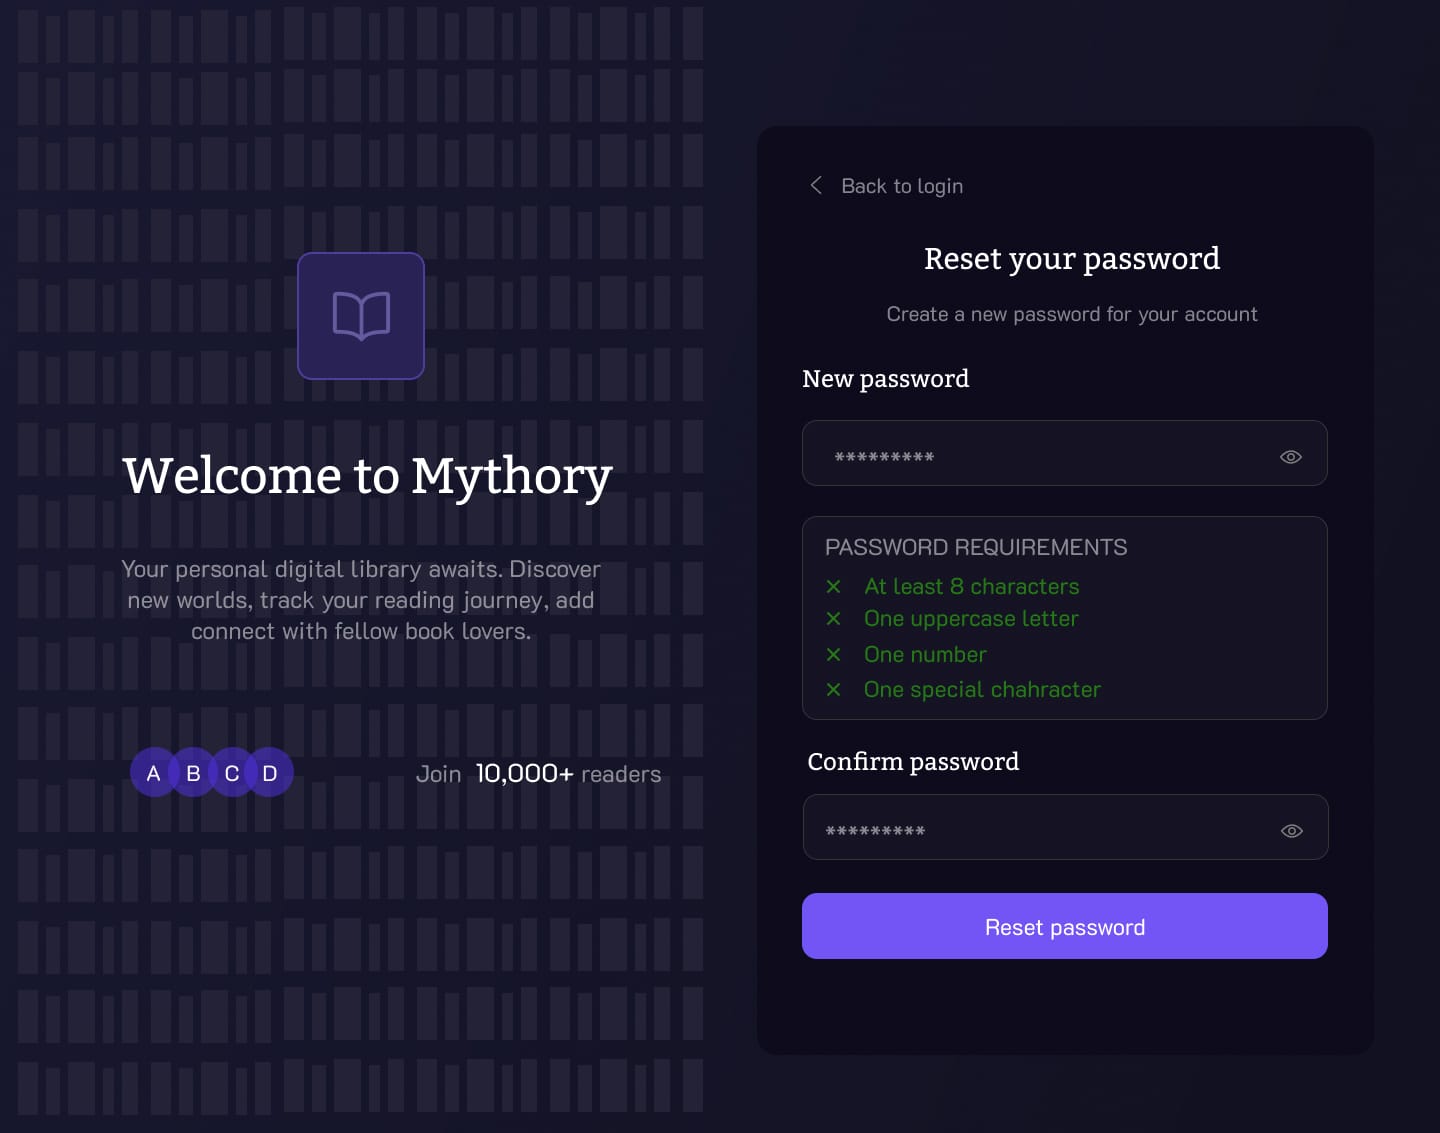 Welcome to Mythory
Your personal digital library awaits. Discover
new worlds, track your reading journey, add
connect with fellow book lovers.
A B C D
Join 10,000+ readers
Back to login
Reset your password
Create a new password for your account
New password
*********
PASSWORD REQUIREMENTS
× At least 8 characters
× One uppercase letter
× One number
× One special chahracter
Confirm password
*********
Reset password